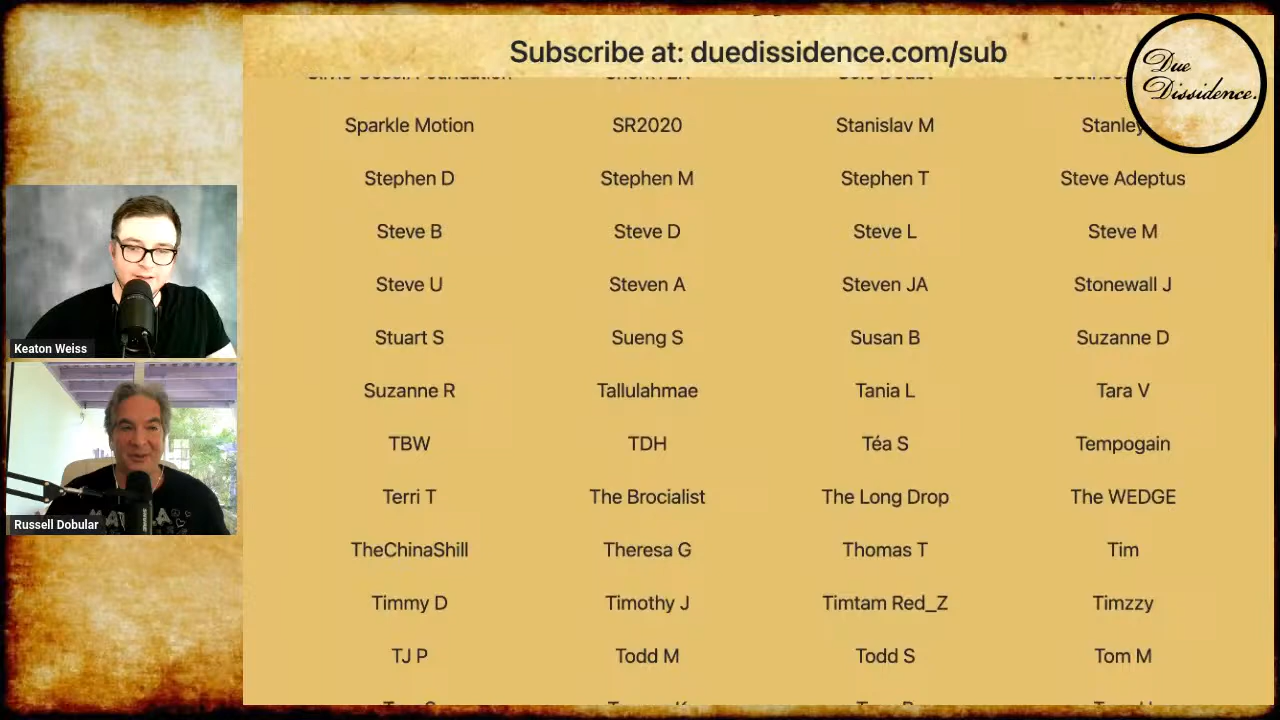 Subscribe at: duedissidence.com/sub
Due
Dissidence.
Sparkle Motion SR2020 Stanislav M Stanley
Stephen D Stephen M Stephen T Steve Adeptus
Steve B Steve D Steve L Steve M
Steve U Steven A Steven JA Stonewall J
Stuart S Sueng S Susan B Suzanne D
Suzanne R Tallulahmae Tania L Tara V
TBW TDH Téa S Tempogain
Terri T The Brocialist The Long Drop The WEDGE
TheChinaShill Theresa G Thomas T Tim
Timmy D Timothy J Timtam Red_Z Timzzy
TJ P Todd M Todd S Tom M
Keaton Weiss
Russell Dobular